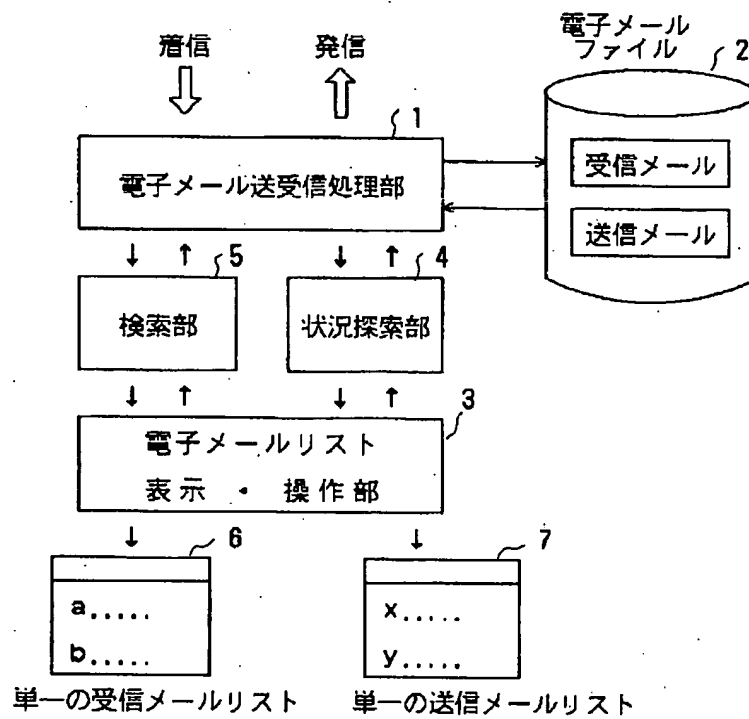 電子メール
ファイル
2
着信
発信
1
電子メール送受信処理部
受信メール
送信メール
↓ ↑ 5 ↓ ↑ 4
検索部
状況探索部
↓ ↑ ↓ ↑
3
電子メールリスト
表示・操作部
↓ 6 ↓ 7
a.....
b.....
x.....
y.....
単一の受信メールリスト
単一の送信メールリスト